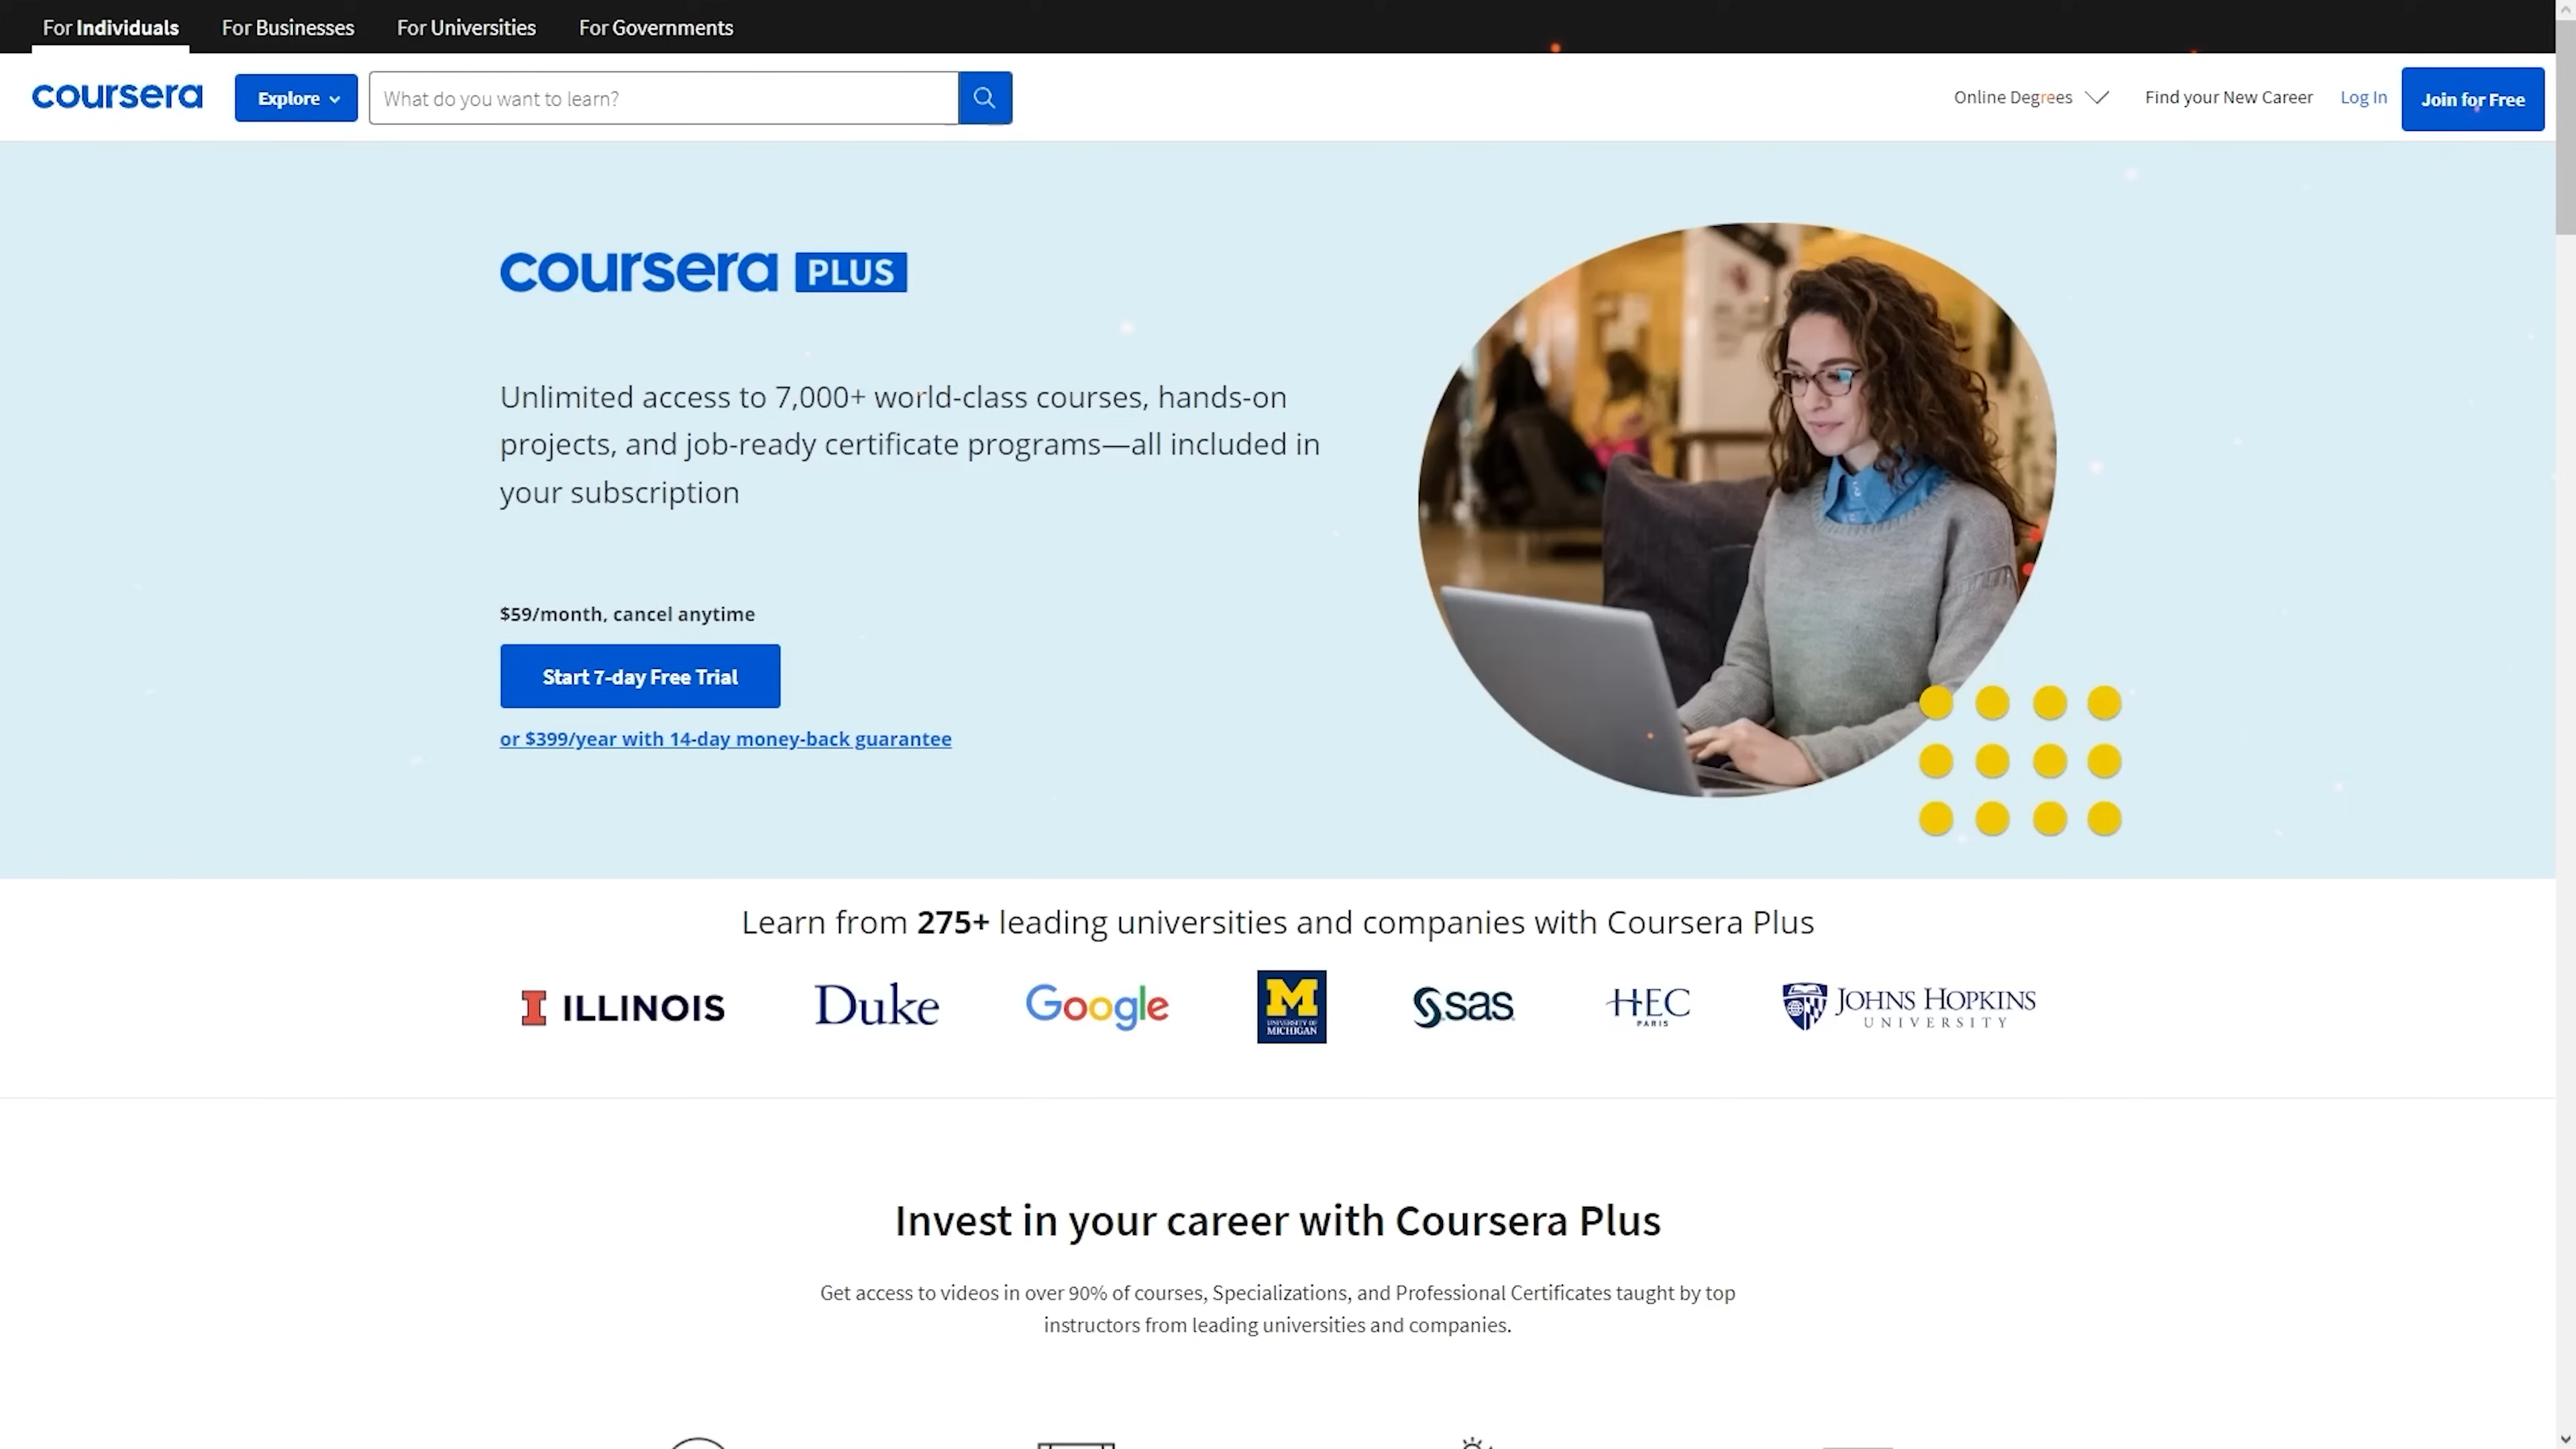 For Individuals For Businesses For Universities For Governments
coursera Explore What do you want to learn? Online Degrees Find your New Career Log In Join for Free
coursera PLUS
Unlimited access to 7,000+ world-class courses, hands-on
projects, and job-ready certificate programs—all included in
your subscription
$59/month, cancel anytime
Start 7-day Free Trial
or $399/year with 14-day money-back guarantee
Learn from 275+ leading universities and companies with Coursera Plus
I ILLINOIS Duke Google M UNIVERSITY OF MICHIGAN sas HEC PARIS JOHNS HOPKINS UNIVERSITY
Invest in your career with Coursera Plus
Get access to videos in over 90% of courses, Specializations, and Professional Certificates taught by top
instructors from leading universities and companies.